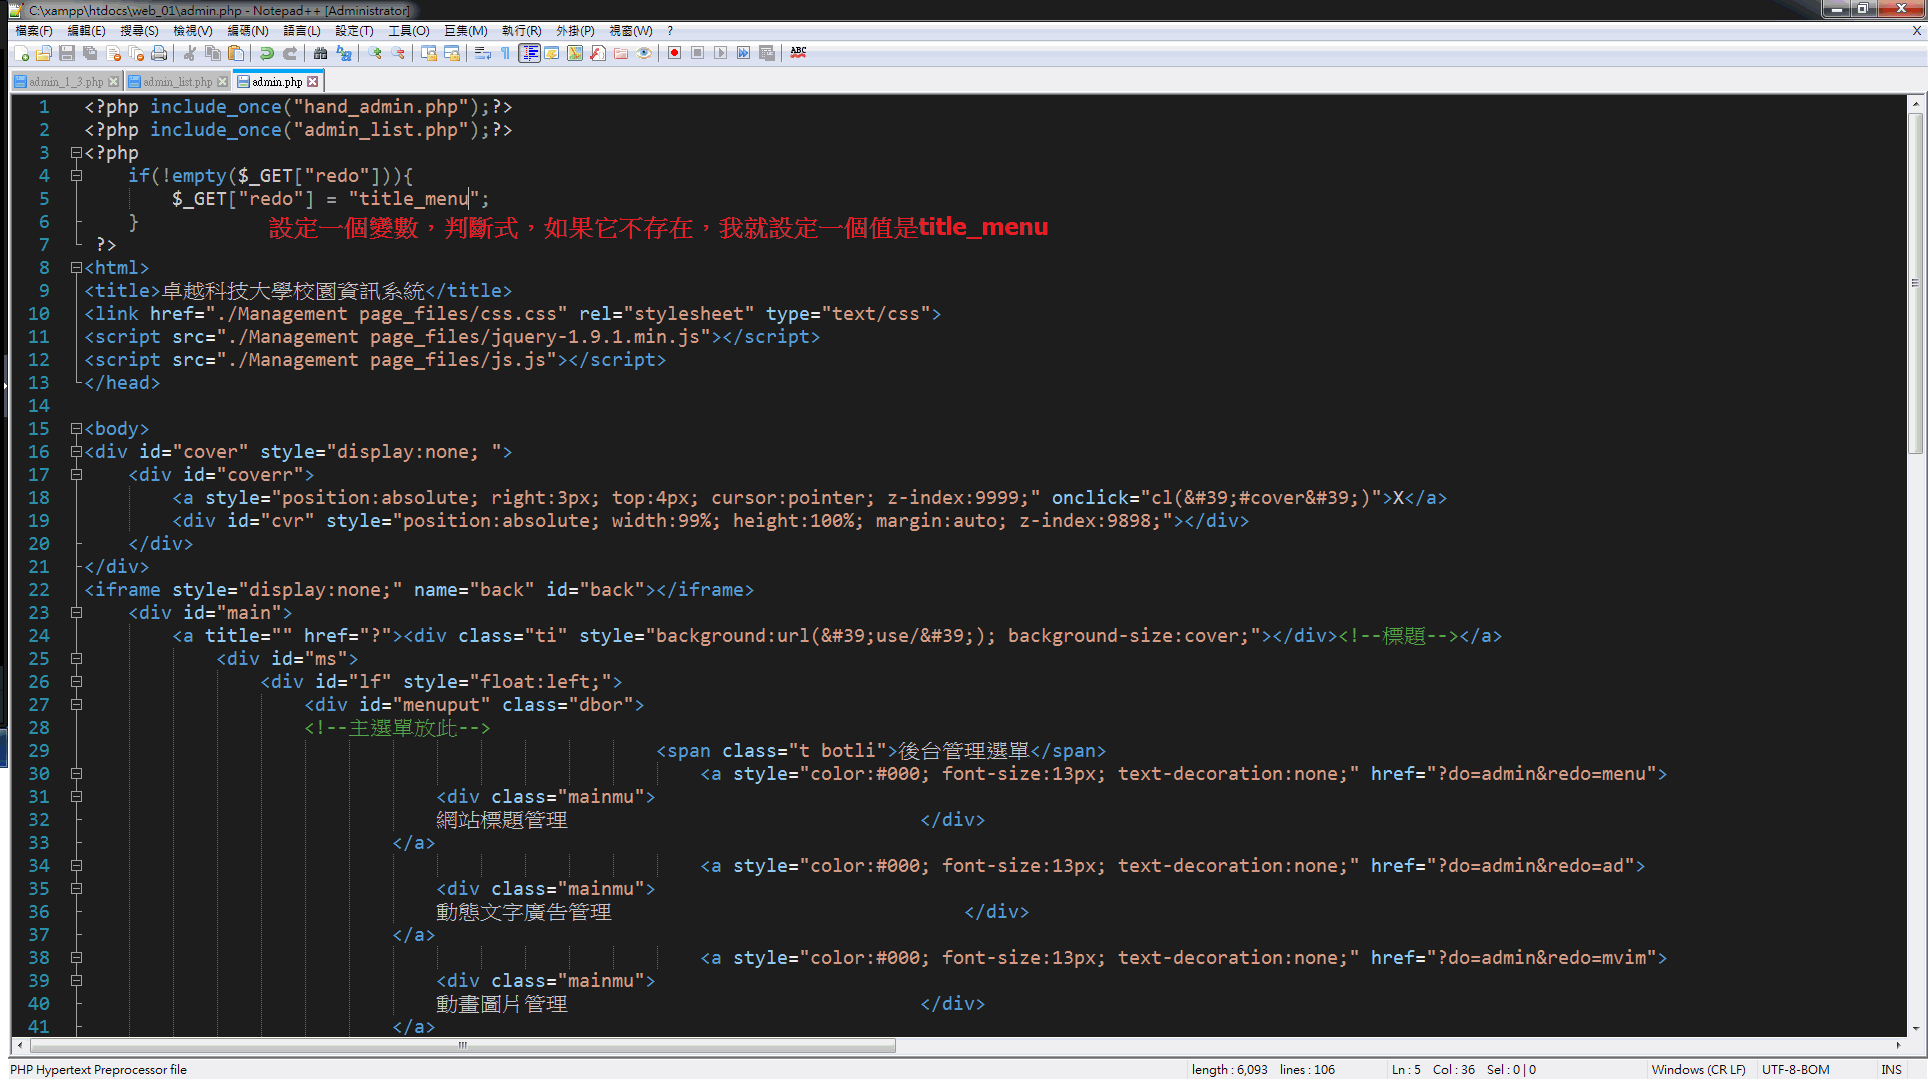 C:\xampp\htdocs\web_01\admin.php - Notepad++ [Administrator]
檔案(F) 編輯(E) 搜尋(S) 檢視(V) 編碼(N) 語言(L) 設定(T) 工具(O) 巨集(M) 執行(R) 外掛(P) 視窗(W) ? X
ABC
admin_1_3.php admin_list.php admin.php
1 <?php include_once("hand_admin.php");?>
2 <?php include_once("admin_list.php");?>
3 <?php
4 if(!empty($_GET["redo"])){
5 $_GET["redo"] = "title_menu";
6 }
設定一個變數，判斷式，如果它不存在，我就設定一個值是title_menu
7 ?>
8 <html>
9 <title>卓越科技大學校園資訊系統</title>
10 <link href="./Management page_files/css.css" rel="stylesheet" type="text/css">
11 <script src="./Management page_files/jquery-1.9.1.min.js"></script>
12 <script src="./Management page_files/js.js"></script>
13 </head>
14
15 <body>
16 <div id="cover" style="display:none; ">
17 <div id="coverr">
18 <a style="position:absolute; right:3px; top:4px; cursor:pointer; z-index:9999;" onclick="cl(&#39;#cover&#39;)">X</a>
19 <div id="cvr" style="position:absolute; width:99%; height:100%; margin:auto; z-index:9898;"></div>
20 </div>
21 </div>
22 <iframe style="display:none;" name="back" id="back"></iframe>
23 <div id="main">
24 <a title="" href="?"><div class="ti" style="background:url(&#39;use/&#39;); background-size:cover;"></div><!--標題--></a>
25 <div id="ms">
26 <div id="lf" style="float:left;">
27 <div id="menuput" class="dbor">
28 <!--主選單放此-->
29 <span class="t botli">後台管理選單</span>
30 <a style="color:#000; font-size:13px; text-decoration:none;" href="?do=admin&redo=menu">
31 <div class="mainmu">
32 網站標題管理 </div>
33 </a>
34 <a style="color:#000; font-size:13px; text-decoration:none;" href="?do=admin&redo=ad">
35 <div class="mainmu">
36 動態文字廣告管理 </div>
37 </a>
38 <a style="color:#000; font-size:13px; text-decoration:none;" href="?do=admin&redo=mvim">
39 <div class="mainmu">
40 動畫圖片管理 </div>
41 </a>
PHP Hypertext Preprocessor file length : 6,093 lines : 106 Ln : 5 Col : 36 Sel : 0 | 0 Windows (CR LF) UTF-8-BOM INS